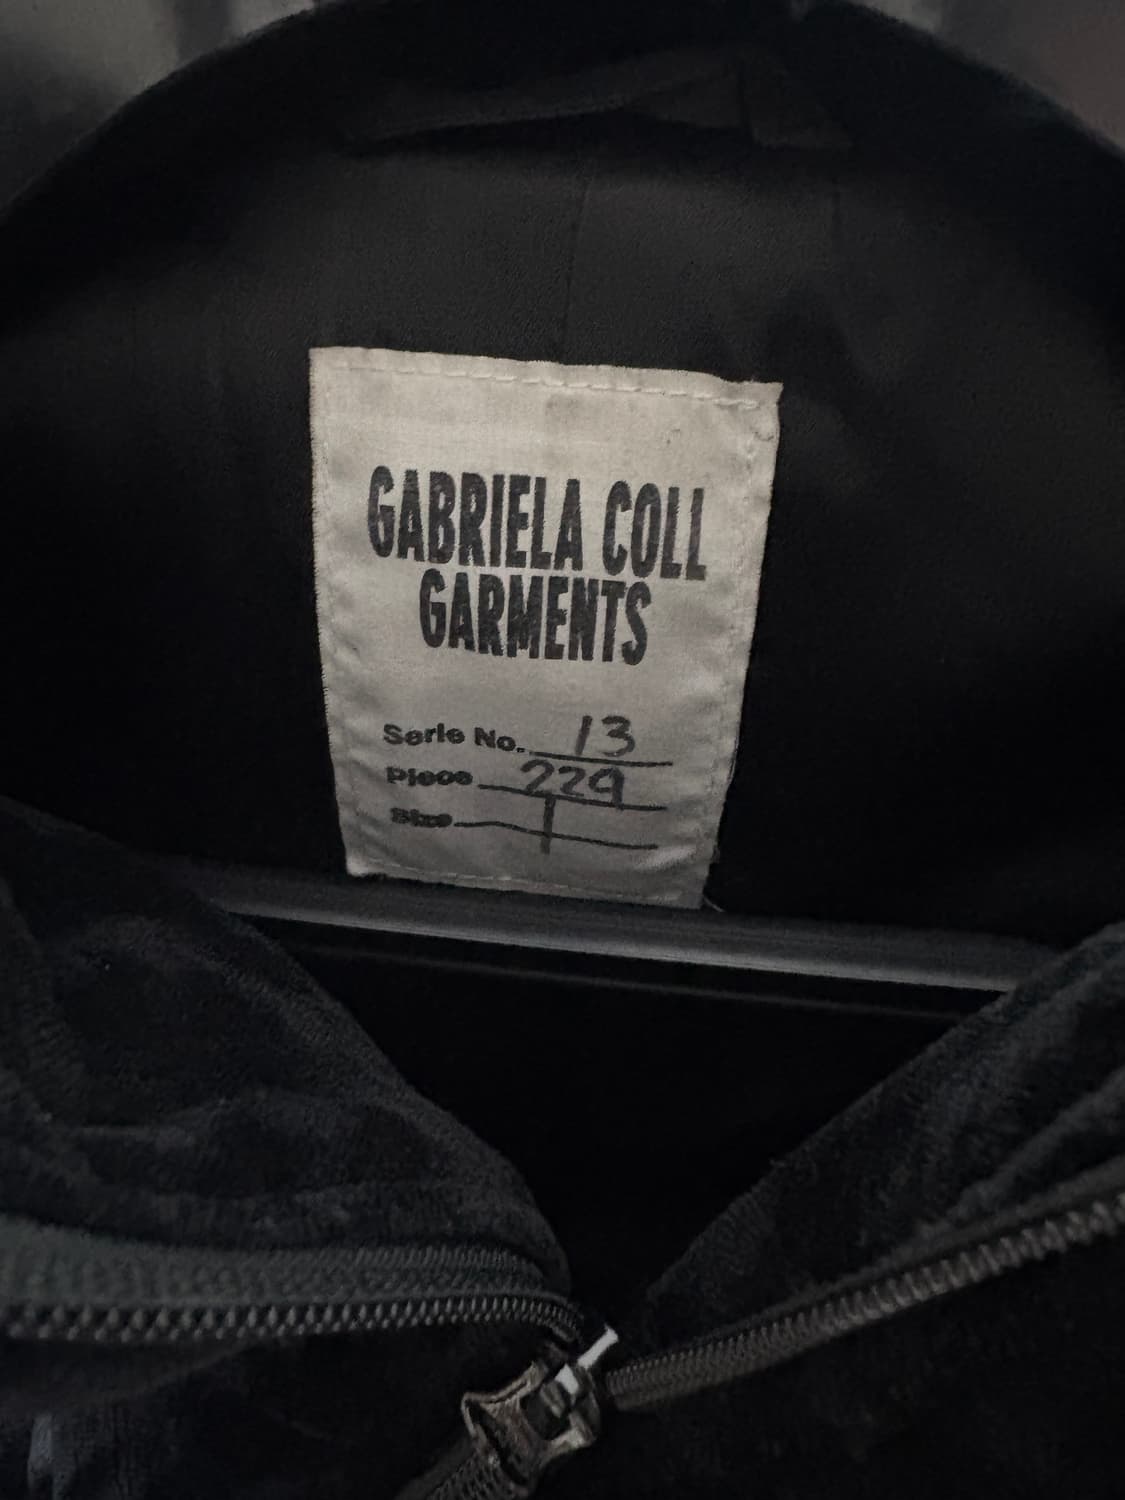 GABRIELA COLL
GARMENTS
Serie No. 13
Piece 229
Size 1